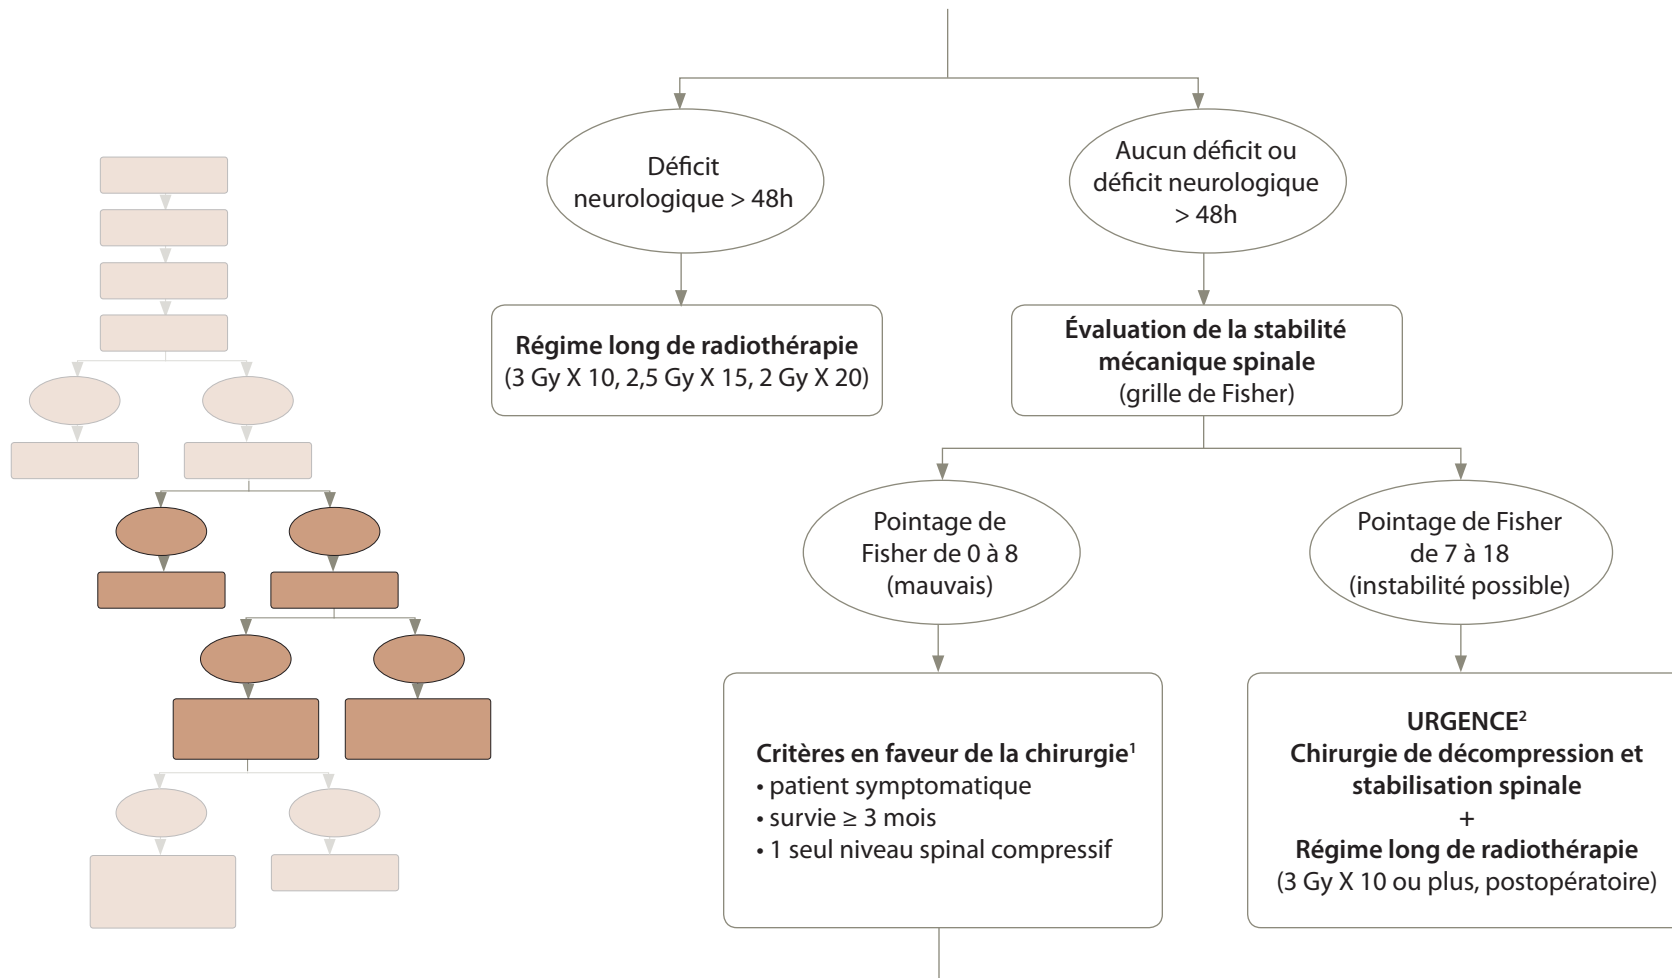 Déficit
neurologique > 48h
Aucun déficit ou
déficit neurologique
> 48h
Régime long de radiothérapie
(3 Gy X 10, 2,5 Gy X 15, 2 Gy X 20)
Évaluation de la stabilité
mécanique spinale
(grille de Fisher)
Pointage de
Fisher de 0 à 8
(mauvais)
Pointage de Fisher
de 7 à 18
(instabilité possible)
Critères en faveur de la chirurgie¹
• patient symptomatique
• survie ≥ 3 mois
• 1 seul niveau spinal compressif
URGENCE²
Chirurgie de décompression et
stabilisation spinale
+
Régime long de radiothérapie
(3 Gy X 10 ou plus, postopératoire)